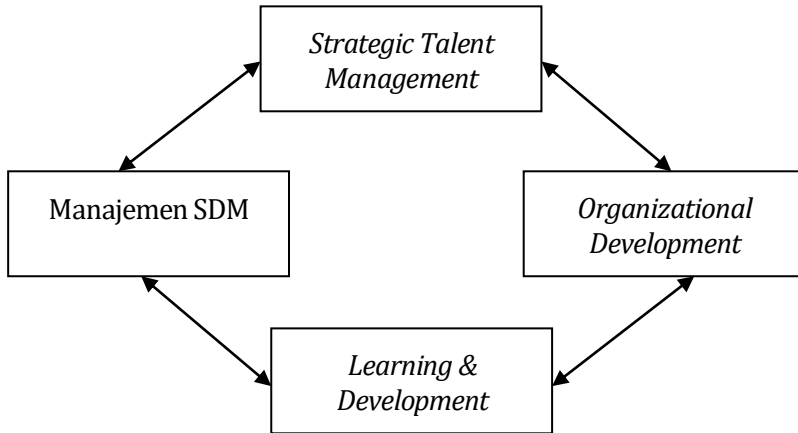 Strategic Talent
Management
Manajemen SDM
Organizational
Development
Learning &
Development